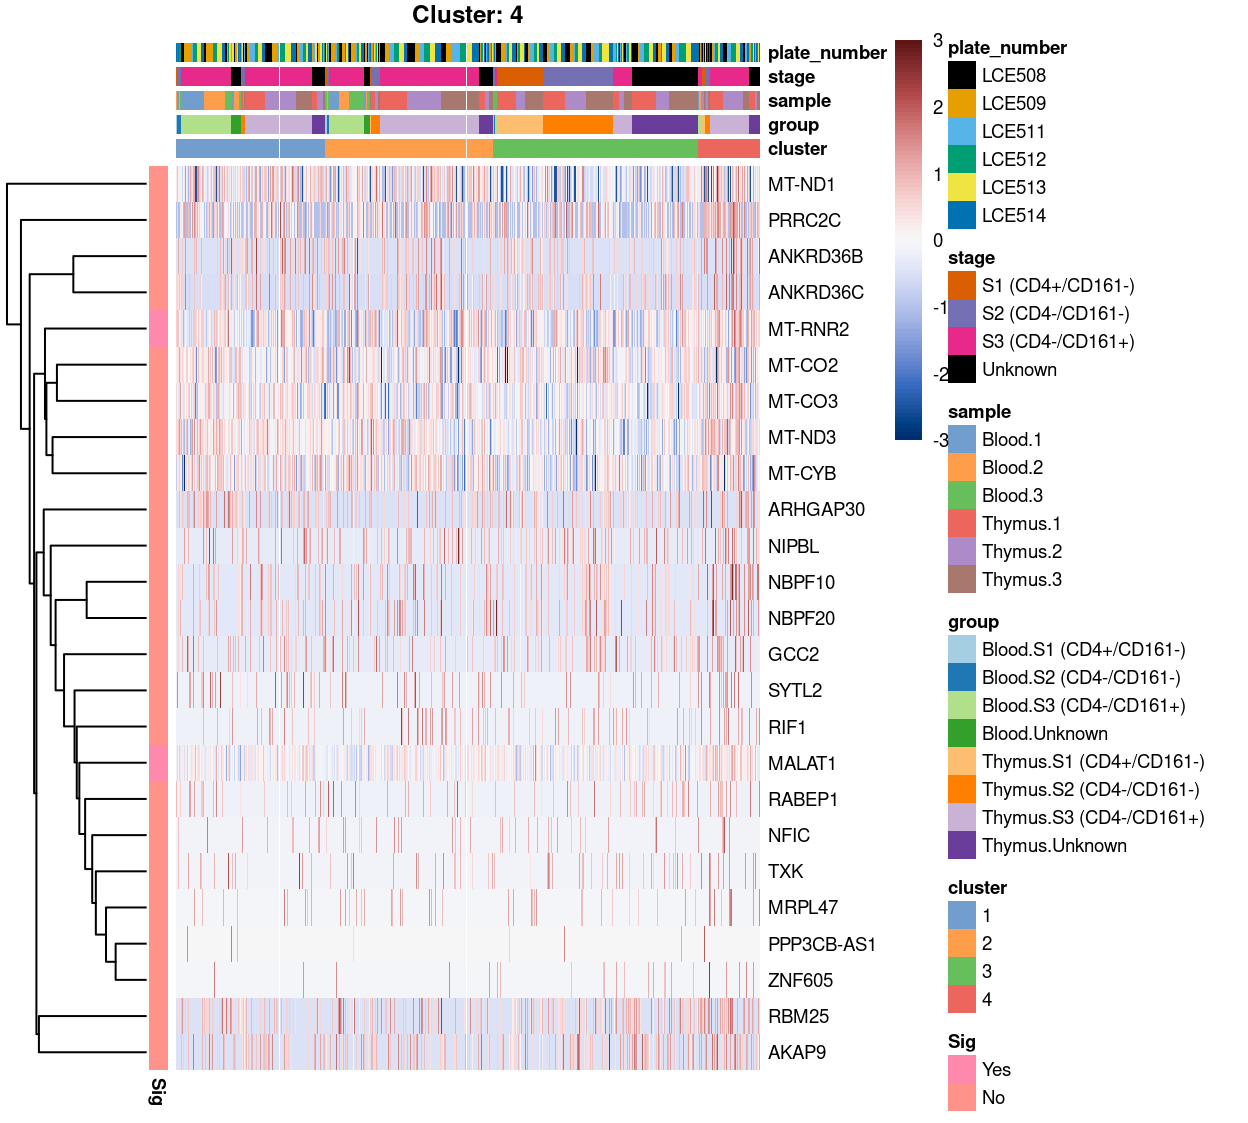 Cluster: 4
plate_number
stage
sample
group
cluster
MT-ND1
PRRC2C
ANKRD36B
ANKRD36C
MT-RNR2
MT-CO2
MT-CO3
MT-ND3
MT-CYB
ARHGAP30
NIPBL
NBPF10
NBPF20
GCC2
SYTL2
RIF1
MALAT1
RABEP1
NFIC
TXK
MRPL47
PPP3CB-AS1
ZNF605
RBM25
AKAP9
Sig
3
2
1
0
-1
-2
-3
plate_number
LCE508
LCE509
LCE511
LCE512
LCE513
LCE514
stage
S1 (CD4+/CD161-)
S2 (CD4-/CD161-)
S3 (CD4-/CD161+)
Unknown
sample
Blood.1
Blood.2
Blood.3
Thymus.1
Thymus.2
Thymus.3
group
Blood.S1 (CD4+/CD161-)
Blood.S2 (CD4-/CD161-)
Blood.S3 (CD4-/CD161+)
Blood.Unknown
Thymus.S1 (CD4+/CD161-)
Thymus.S2 (CD4-/CD161-)
Thymus.S3 (CD4-/CD161+)
Thymus.Unknown
cluster
1
2
3
4
Sig
Yes
No